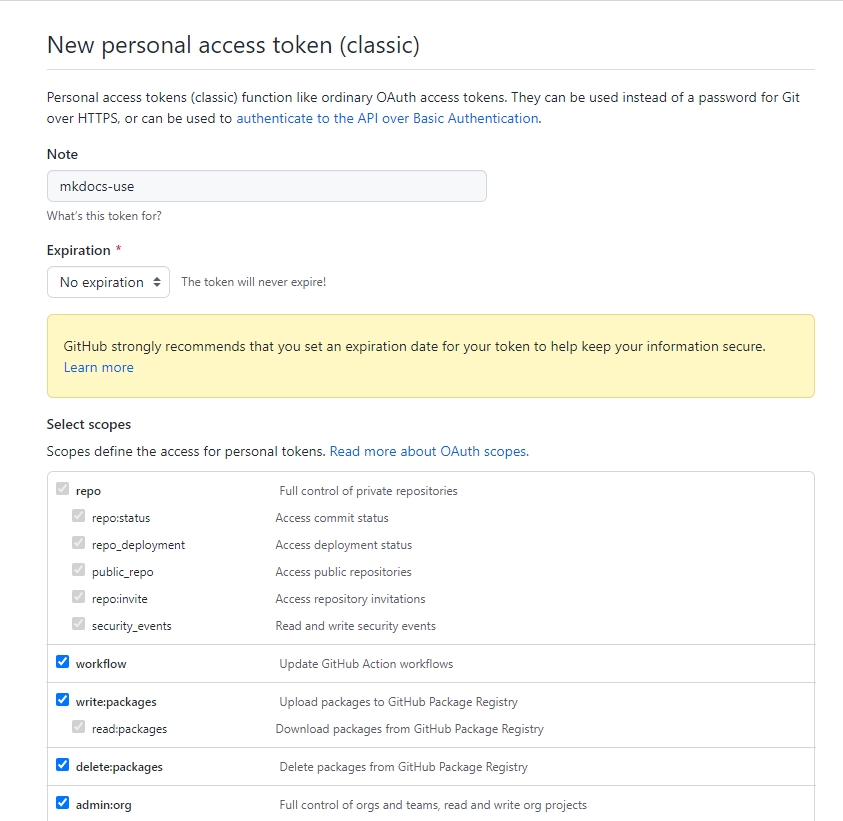 New personal access token (classic)
Personal access tokens (classic) function like ordinary OAuth access tokens. They can be used instead of a password for Git
over HTTPS, or can be used to authenticate to the API over Basic Authentication.
Note
mkdocs-use
What's this token for?
Expiration *
No expiration The token will never expire!
GitHub strongly recommends that you set an expiration date for your token to help keep your information secure.
Learn more
Select scopes
Scopes define the access for personal tokens. Read more about OAuth scopes.
repo Full control of private repositories
repo:status Access commit status
repo_deployment Access deployment status
public_repo Access public repositories
repo:invite Access repository invitations
security_events Read and write security events
workflow Update GitHub Action workflows
write:packages Upload packages to GitHub Package Registry
read:packages Download packages from GitHub Package Registry
delete:packages Delete packages from GitHub Package Registry
admin:org Full control of orgs and teams, read and write org projects